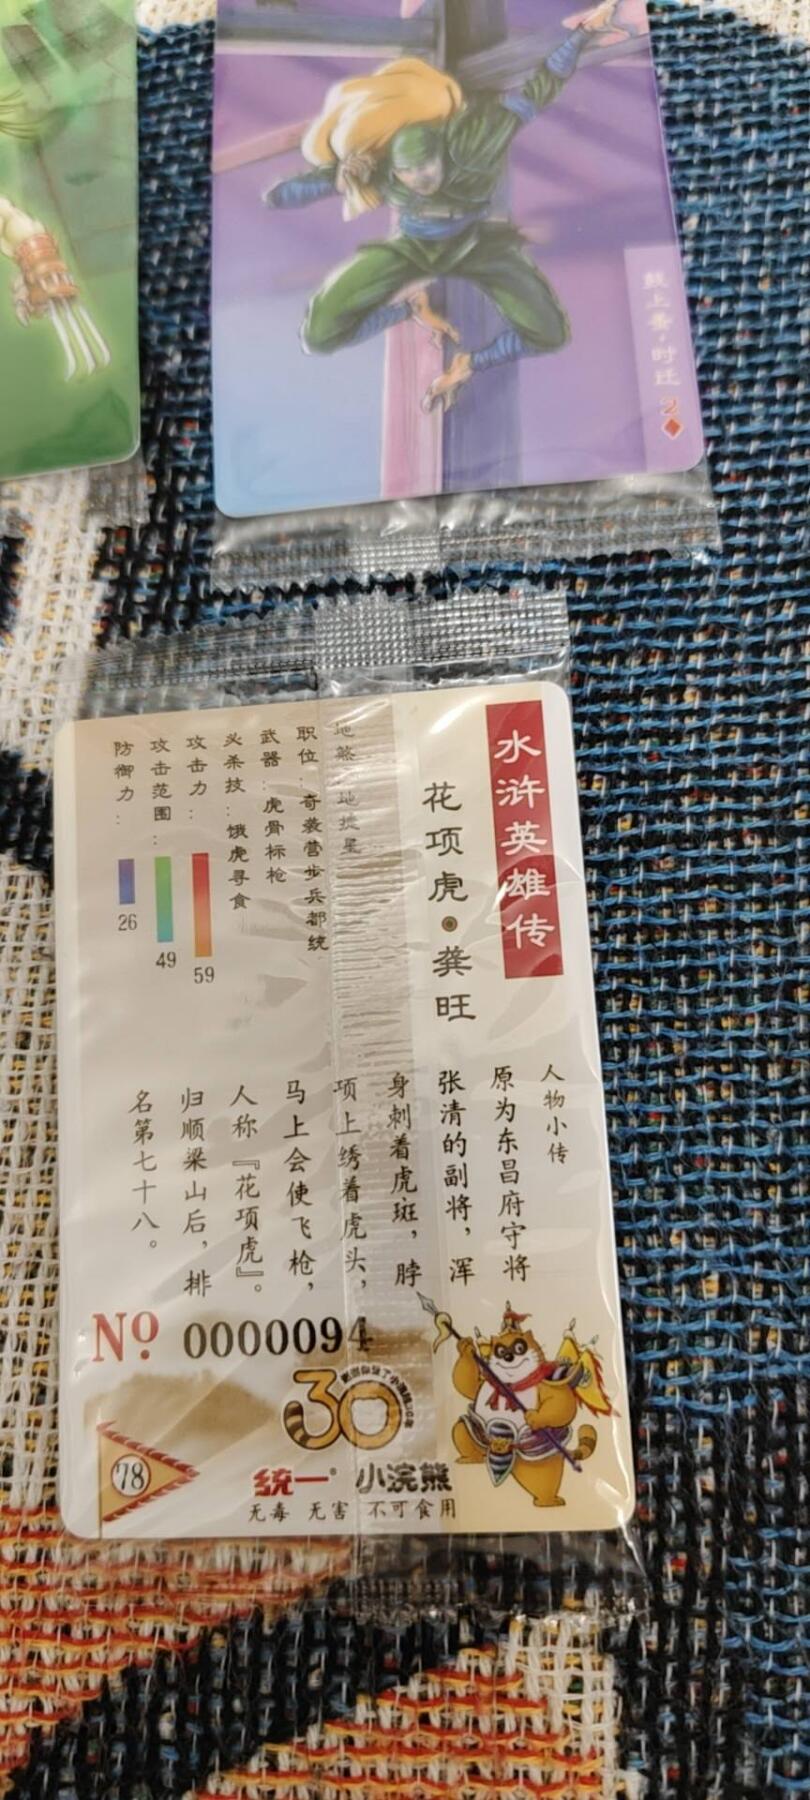 鼓上蚤·时迁
2
水浒英雄传
花项虎·龚旺
地煞 地捷星
职位:奇袭营步兵都统
武器:虎骨标枪
必杀技:饿虎寻食
攻击力:
59
攻击范围:
49
防御力:
26
人物小传
原为东昌府守将
张清的副将，浑
身刺着虎斑，脖
项上绣着虎头，
马上会使飞枪，
人称『花项虎』。
归顺梁山后，排
名第七十八。
№ 0000094
30
78
统一® 小浣熊
无毒 无害 不可食用